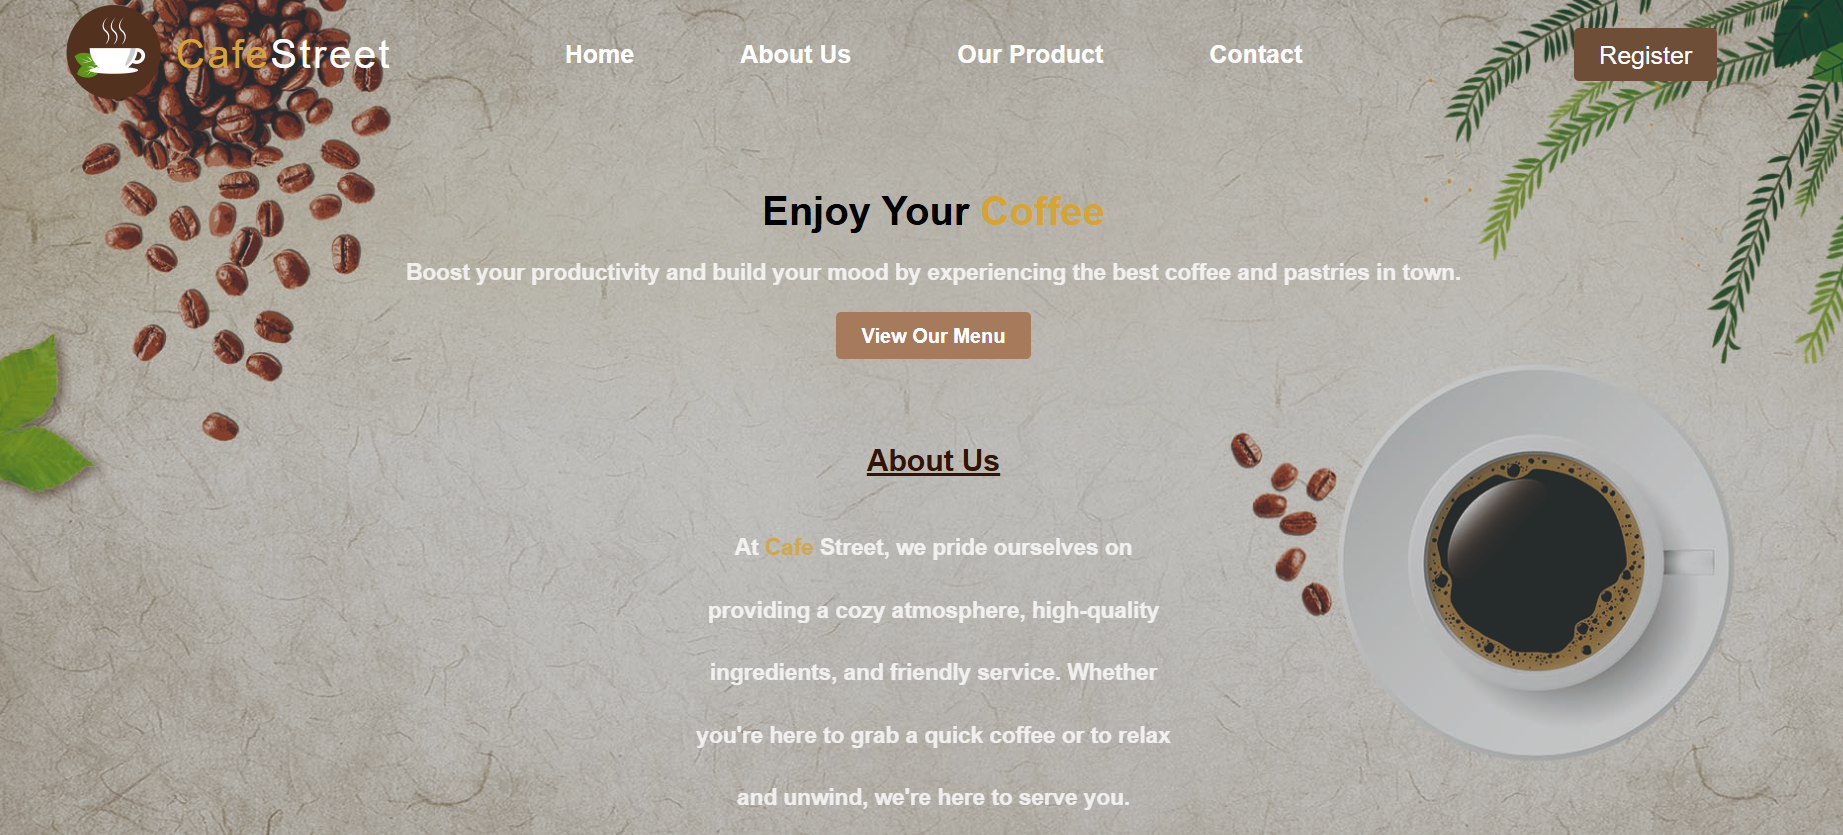 CafeStreet
Home
About Us
Our Product
Contact
Register
Enjoy Your Coffee
Boost your productivity and build your mood by experiencing the best coffee and pastries in town.
View Our Menu
About Us
At Cafe Street, we pride ourselves on
providing a cozy atmosphere, high-quality
ingredients, and friendly service. Whether
you're here to grab a quick coffee or to relax
and unwind, we're here to serve you.